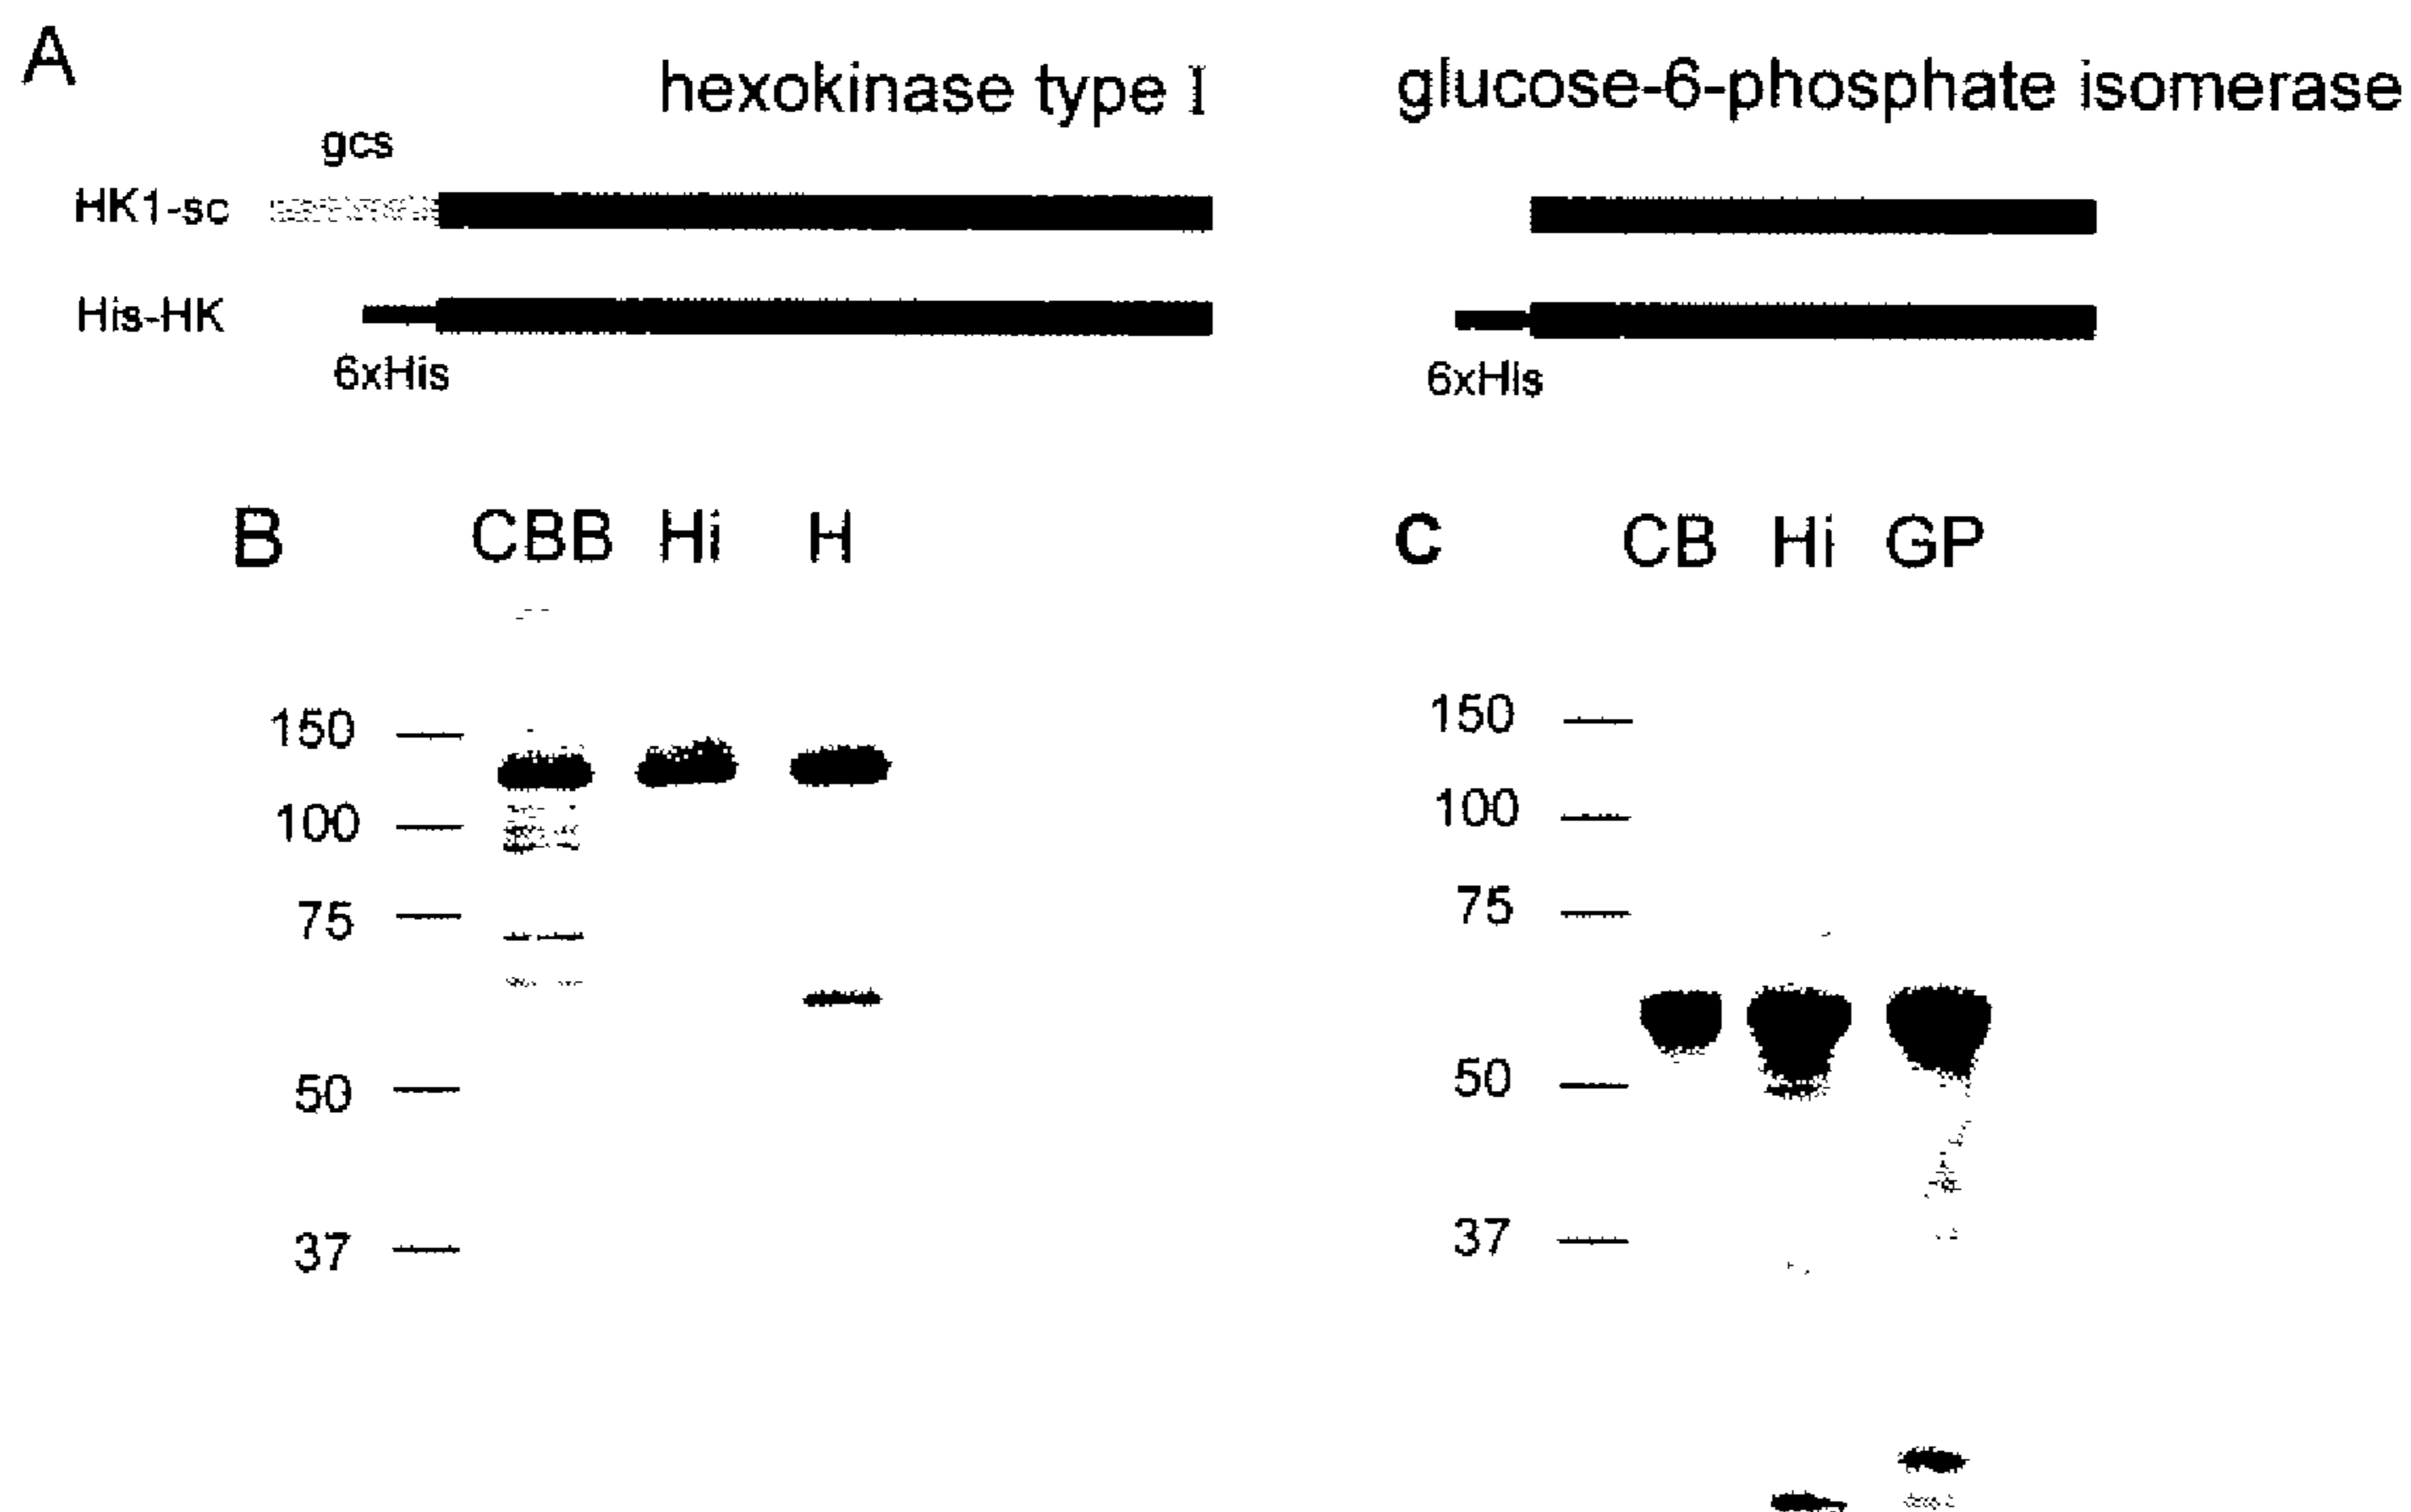 A
hexokinase type I
glucose-6-phosphate isomerase
gcs
HK1-sc
His-HK
6xHis
6xHis
B
CBB Hi H
150
100
75
50
37
C
CB Hi GP
150
100
75
50
37